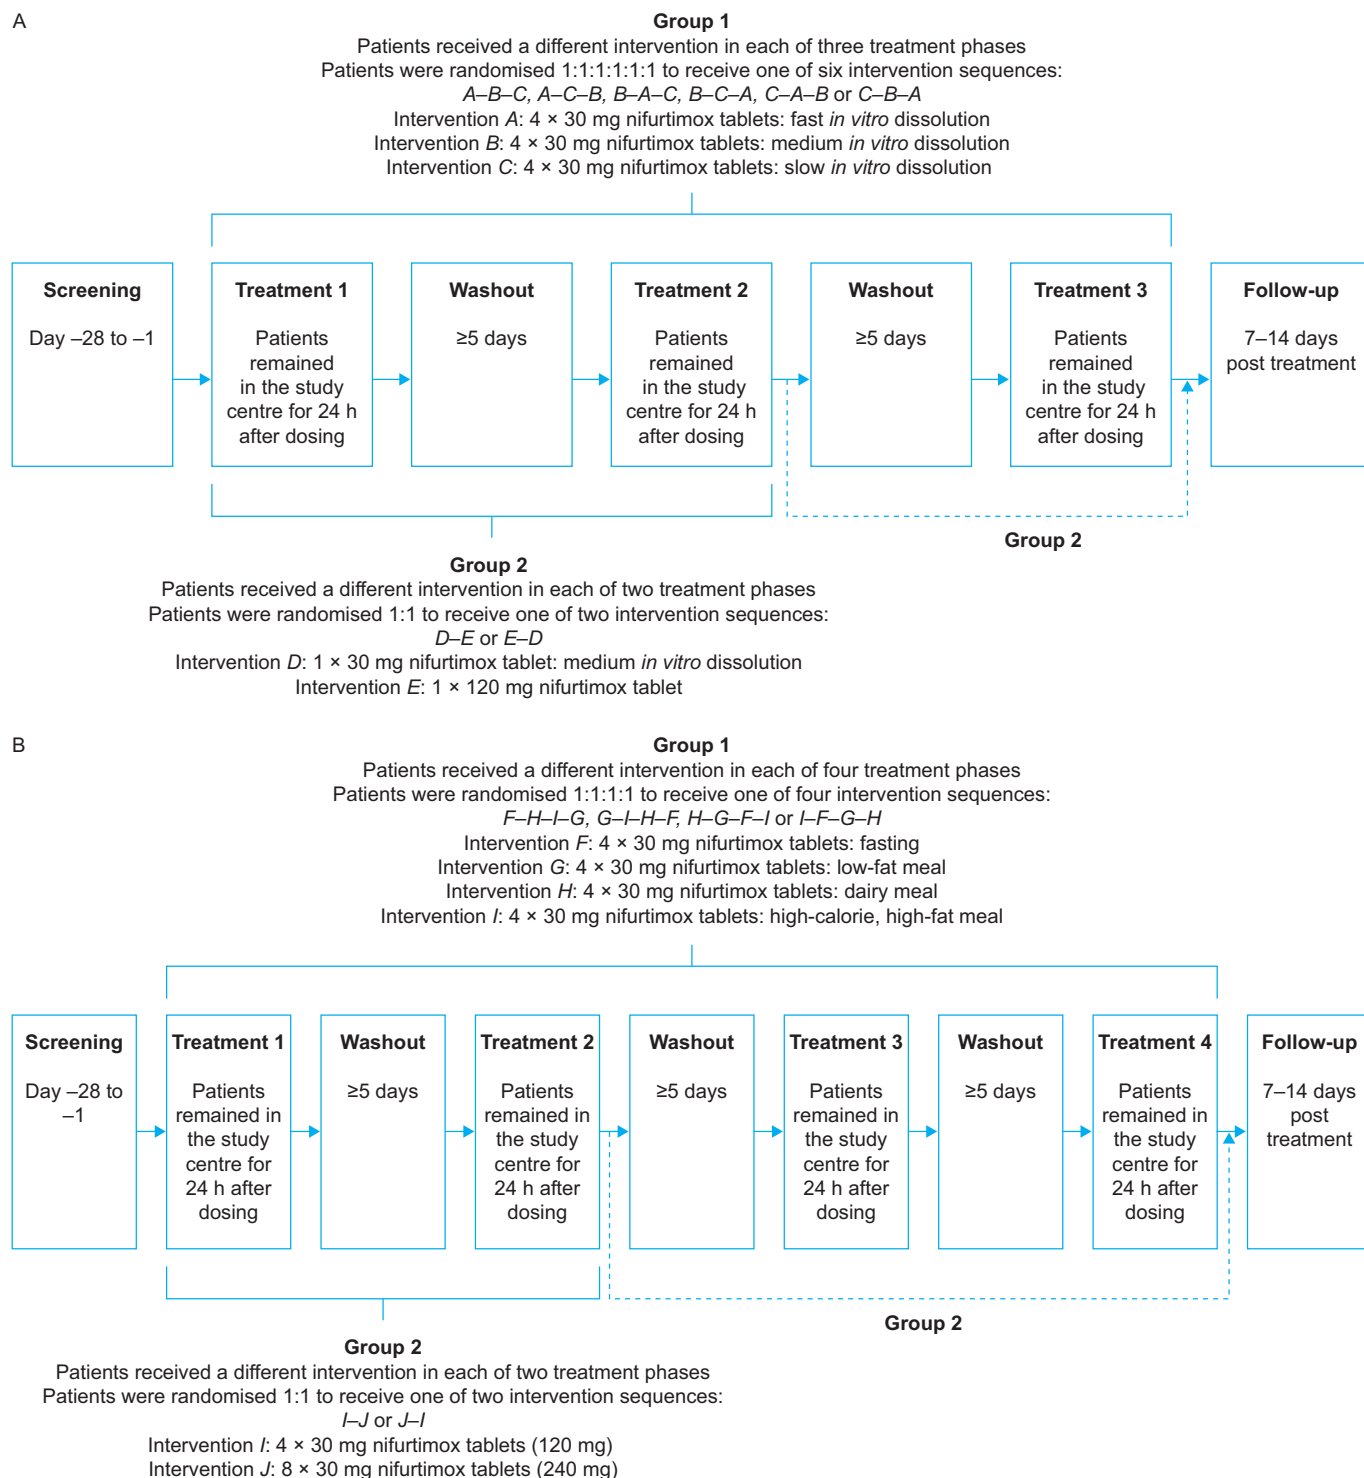 A
Group 1
Patients received a different intervention in each of three treatment phases
Patients were randomised 1:1:1:1:1:1 to receive one of six intervention sequences:
A–B–C, A–C–B, B–A–C, B–C–A, C–A–B or C–B–A
Intervention A: 4 × 30 mg nifurtimox tablets: fast in vitro dissolution
Intervention B: 4 × 30 mg nifurtimox tablets: medium in vitro dissolution
Intervention C: 4 × 30 mg nifurtimox tablets: slow in vitro dissolution
Screening
Day –28 to –1
Treatment 1
Patients
remained
in the study
centre for 24 h
after dosing
Washout
≥5 days
Treatment 2
Patients
remained
in the study
centre for 24 h
after dosing
Washout
≥5 days
Treatment 3
Patients
remained
in the study
centre for 24 h
after dosing
Follow-up
7–14 days
post treatment
Group 2
Group 2
Patients received a different intervention in each of two treatment phases
Patients were randomised 1:1 to receive one of two intervention sequences:
D–E or E–D
Intervention D: 1 × 30 mg nifurtimox tablet: medium in vitro dissolution
Intervention E: 1 × 120 mg nifurtimox tablet
B
Group 1
Patients received a different intervention in each of four treatment phases
Patients were randomised 1:1:1:1 to receive one of four intervention sequences:
F–H–I–G, G–I–H–F, H–G–F–I or I–F–G–H
Intervention F: 4 × 30 mg nifurtimox tablets: fasting
Intervention G: 4 × 30 mg nifurtimox tablets: low-fat meal
Intervention H: 4 × 30 mg nifurtimox tablets: dairy meal
Intervention I: 4 × 30 mg nifurtimox tablets: high-calorie, high-fat meal
Screening
Day –28 to
–1
Treatment 1
Patients
remained in
the study
centre for
24 h after
dosing
Washout
≥5 days
Treatment 2
Patients
remained in
the study
centre for
24 h after
dosing
Washout
≥5 days
Treatment 3
Patients
remained in
the study
centre for
24 h after
dosing
Washout
≥5 days
Treatment 4
Patients
remained in
the study
centre for
24 h after
dosing
Follow-up
7–14 days
post
treatment
Group 2
Group 2
Patients received a different intervention in each of two treatment phases
Patients were randomised 1:1 to receive one of two intervention sequences:
I–J or J–I
Intervention I: 4 × 30 mg nifurtimox tablets (120 mg)
Intervention J: 8 × 30 mg nifurtimox tablets (240 mg)